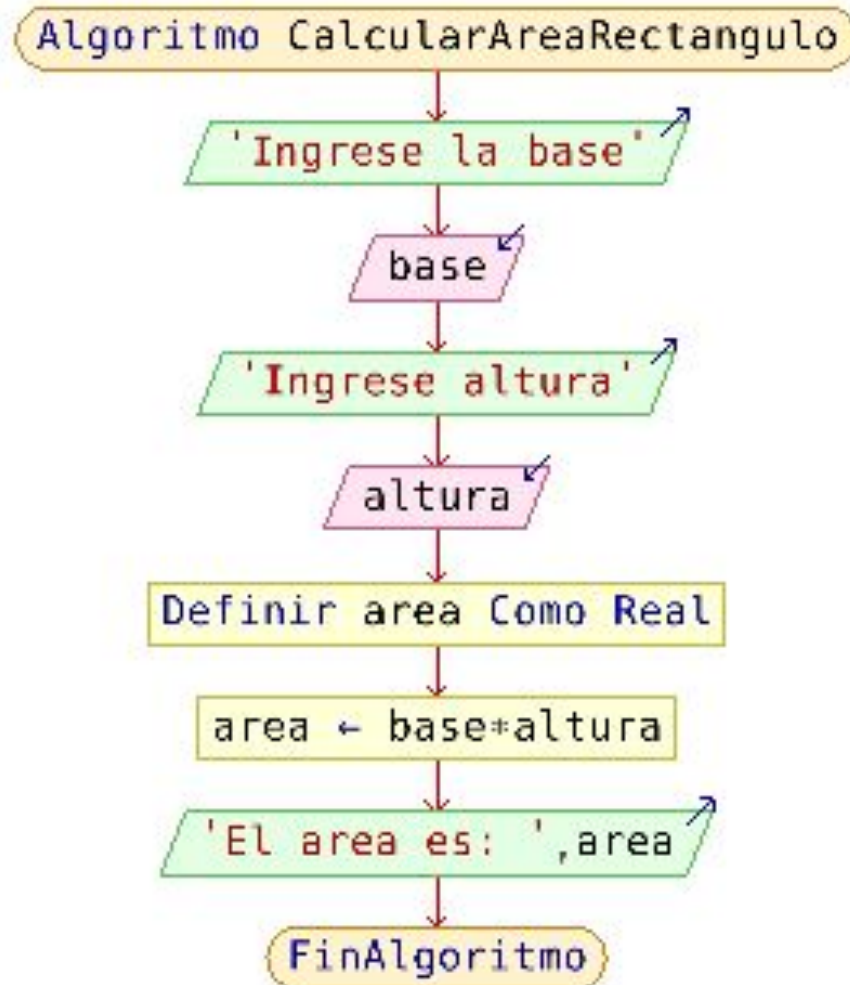 Algoritmo CalcularAreaRectangulo
'Ingrese la base'
base
'Ingrese altura'
altura
Definir area Como Real
area ← base*altura
'El area es: ',area
FinAlgoritmo